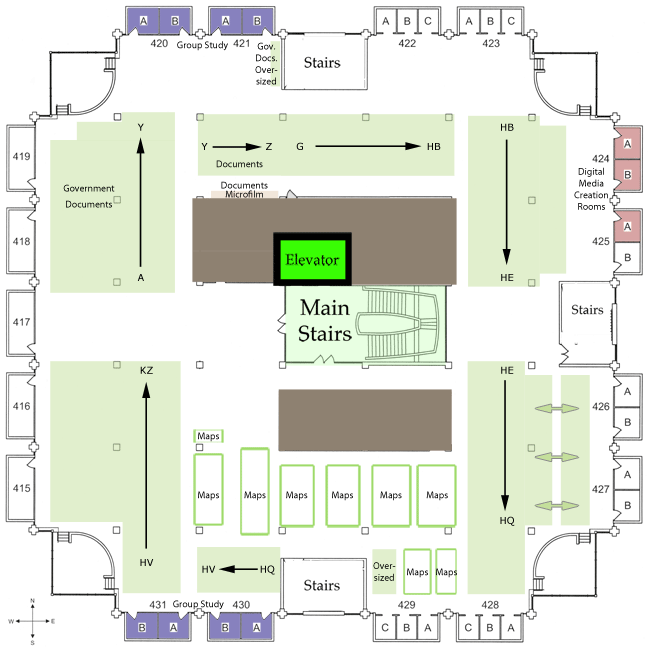 A B A B A B C A B C
420 421 422 423
Group Study
Gov.
Docs.
Over-
sized
Stairs
Y
Y Z G HB
Documents
HB
419
424
A
B
Digital
Media
Creation
Rooms
Government
Documents
Documents
Microfilm
418
425
A
B
Elevator
A
HE
Main
Stairs
Stairs
417
KZ
HE
416
426
A
B
Maps
Maps Maps Maps Maps Maps Maps
415
427
A
B
HQ
HV
HV HQ
Stairs
Over-
sized
Maps Maps
431 Group Study 430 429 428
B A B A C B A C B A
N
W E
S